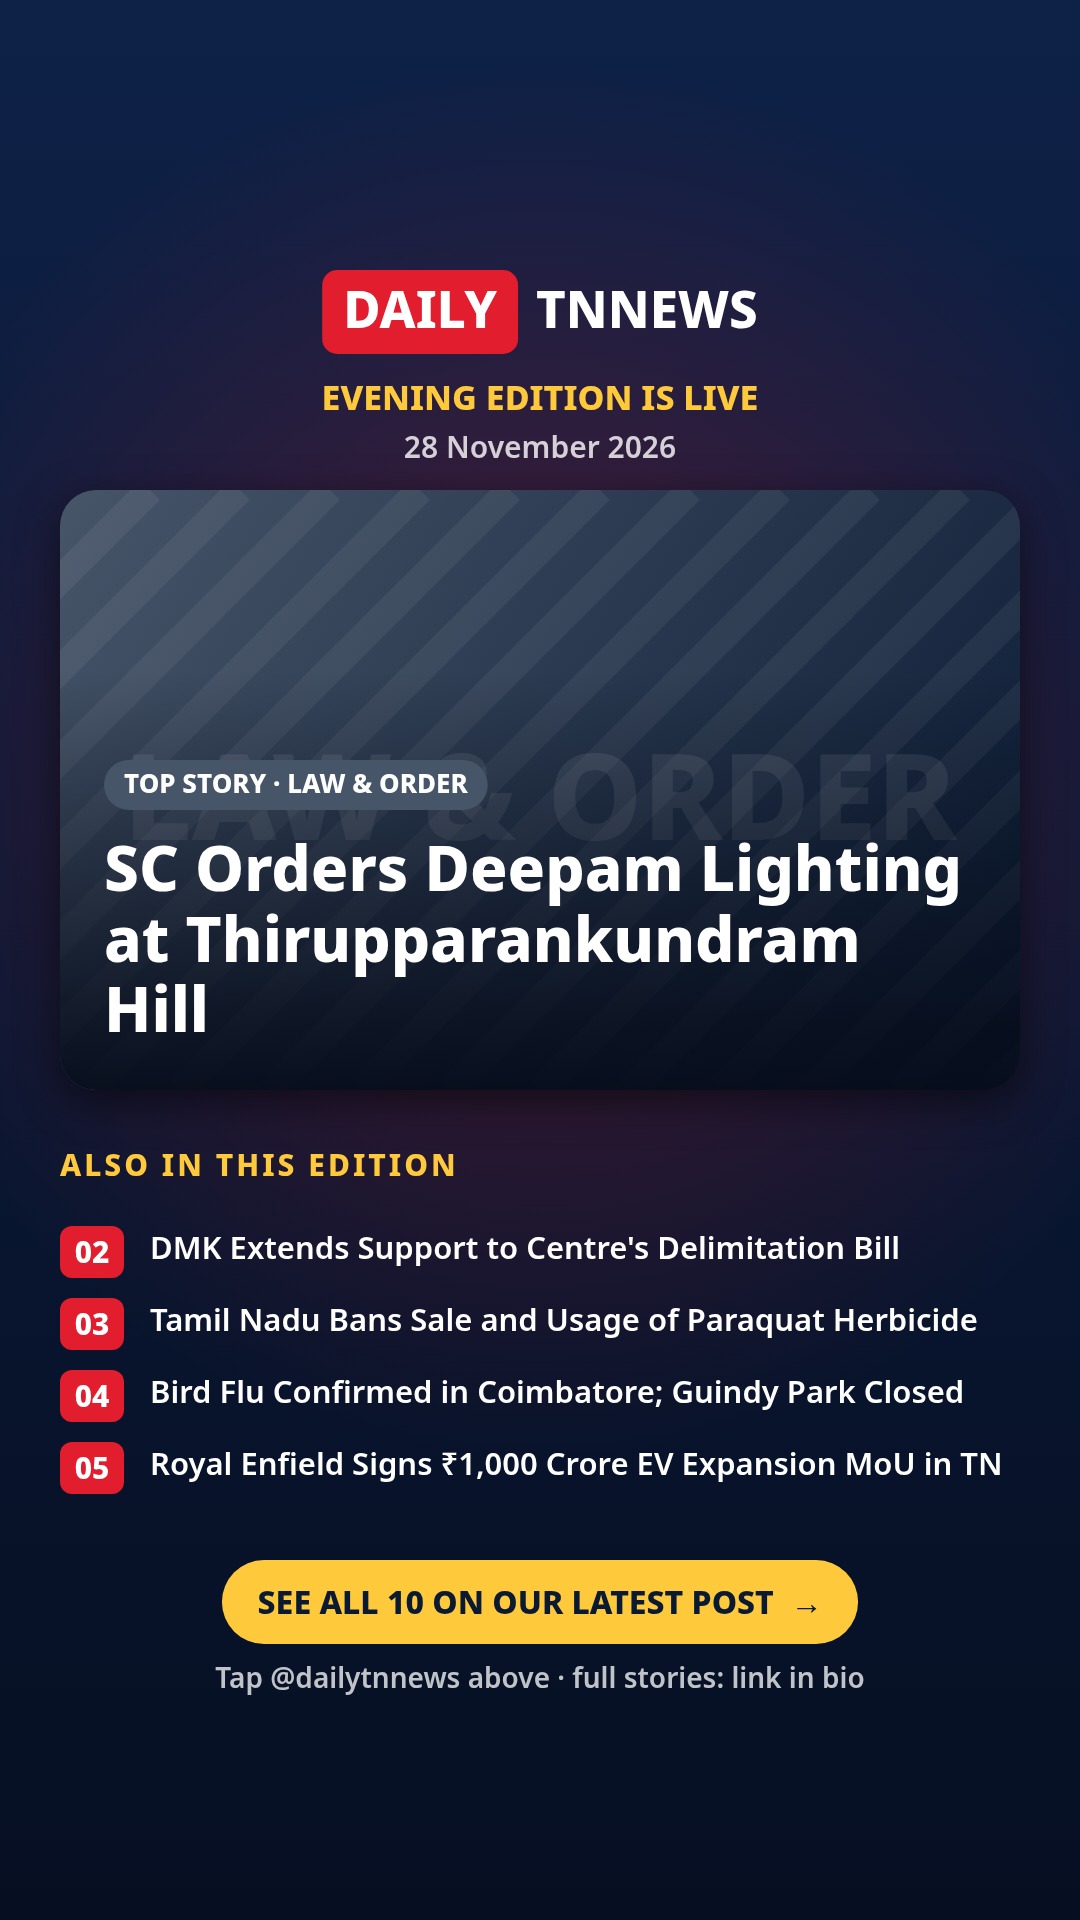 DAILY TNNEWS
EVENING EDITION IS LIVE
28 November 2026
LAW & ORDER
TOP STORY · LAW & ORDER
SC Orders Deepam Lighting
at Thirupparankundram
Hill
ALSO IN THIS EDITION
02 DMK Extends Support to Centre's Delimitation Bill
03 Tamil Nadu Bans Sale and Usage of Paraquat Herbicide
04 Bird Flu Confirmed in Coimbatore; Guindy Park Closed
05 Royal Enfield Signs ₹1,000 Crore EV Expansion MoU in TN
SEE ALL 10 ON OUR LATEST POST →
Tap @dailytnnews above · full stories: link in bio